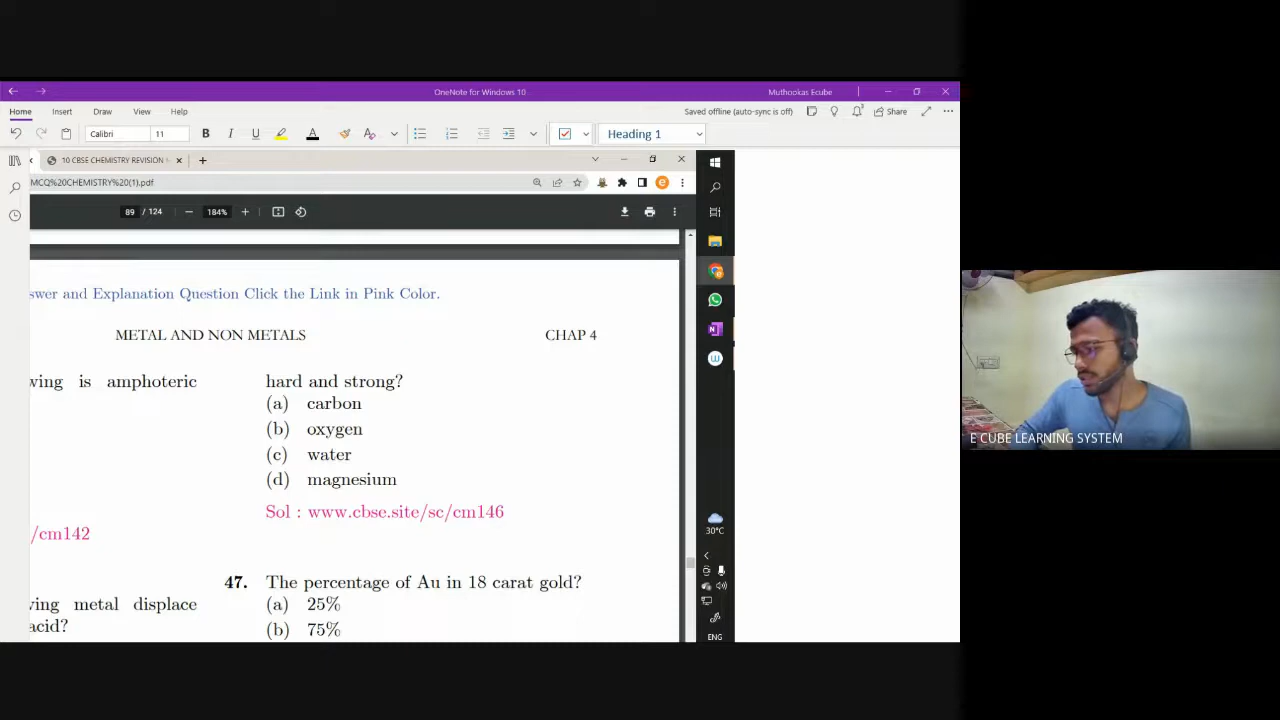 OneNote for Windows 10
Muthookas Ecube
Home Insert Draw View Help
Saved offline (auto-sync is off)
Share
Calibri 11 B I U A Heading 1
10 CBSE CHEMISTRY REVISION
MCQ%20CHEMISTRY%20(1).pdf
89 / 124 184%
swer and Explanation Question Click the Link in Pink Color.
METAL AND NON METALS CHAP 4
wing is amphoteric
/cm142
wing metal displace
acid?
hard and strong?
(a) carbon
(b) oxygen
(c) water
(d) magnesium
Sol : www.cbse.site/sc/cm146
47. The percentage of Au in 18 carat gold?
(a) 25%
(b) 75%
30°C
ENG
E CUBE LEARNING SYSTEM